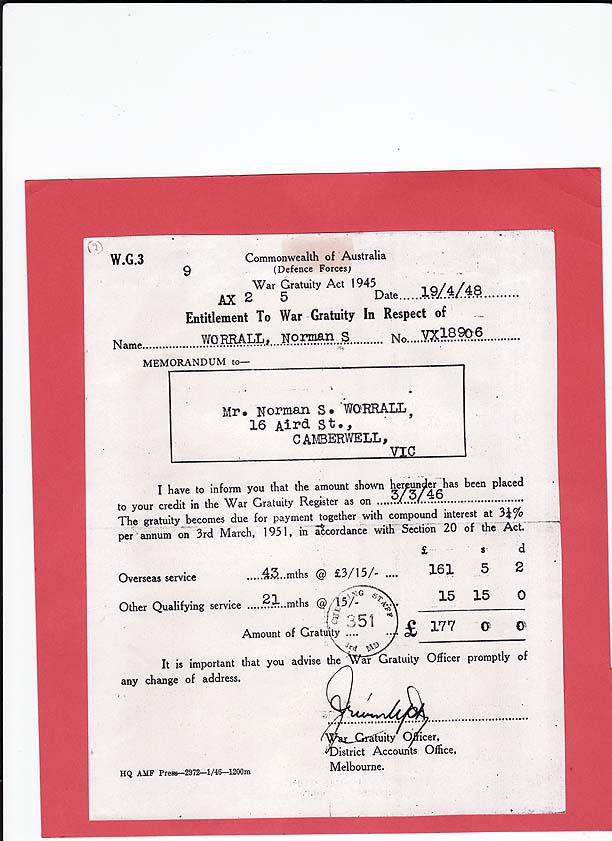 (2)
W.G.3
9
Commonwealth of Australia
(Defence Forces)
War Gratuity Act 1945
AX 2 5 Date 19/4/48
Entitlement To War Gratuity In Respect of
Name WORRALL, Norman S No. VX18906
MEMORANDUM to—
Mr. Norman S. WORRALL,
16 Aird St.,
CAMBERWELL,
VIC
I have to inform you that the amount shown hereunder has been placed
to your credit in the War Gratuity Register as on 3/3/46
The gratuity becomes due for payment together with compound interest at 3¼%
per annum on 3rd March, 1951, in accordance with Section 20 of the Act.
£ s d
Overseas service 43 mths @ £3/15/- 161 5 2
Other Qualifying service 21 mths @ 15/- 15 15 0
Amount of Gratuity £ 177 0 0
STAFF
351
3rd MD
It is important that you advise the War Gratuity Officer promptly of
any change of address.
War Gratuity Officer,
District Accounts Office,
Melbourne.
HQ AMF Press—2972—1/46—1200m